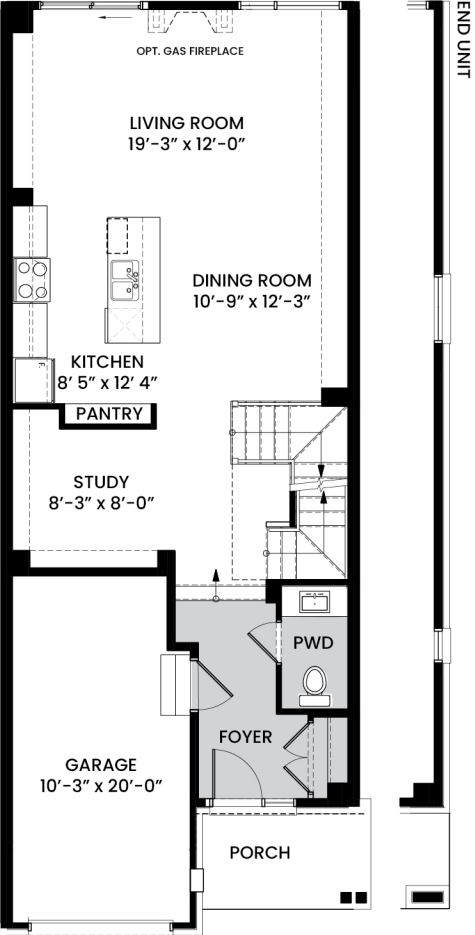 END UNIT
OPT. GAS FIREPLACE
LIVING ROOM
19'-3" x 12'-0"
DINING ROOM
10'-9" x 12'-3"
KITCHEN
8' 5" x 12' 4"
PANTRY
STUDY
8'-3" x 8'-0"
PWD
FOYER
GARAGE
10'-3" x 20'-0"
PORCH